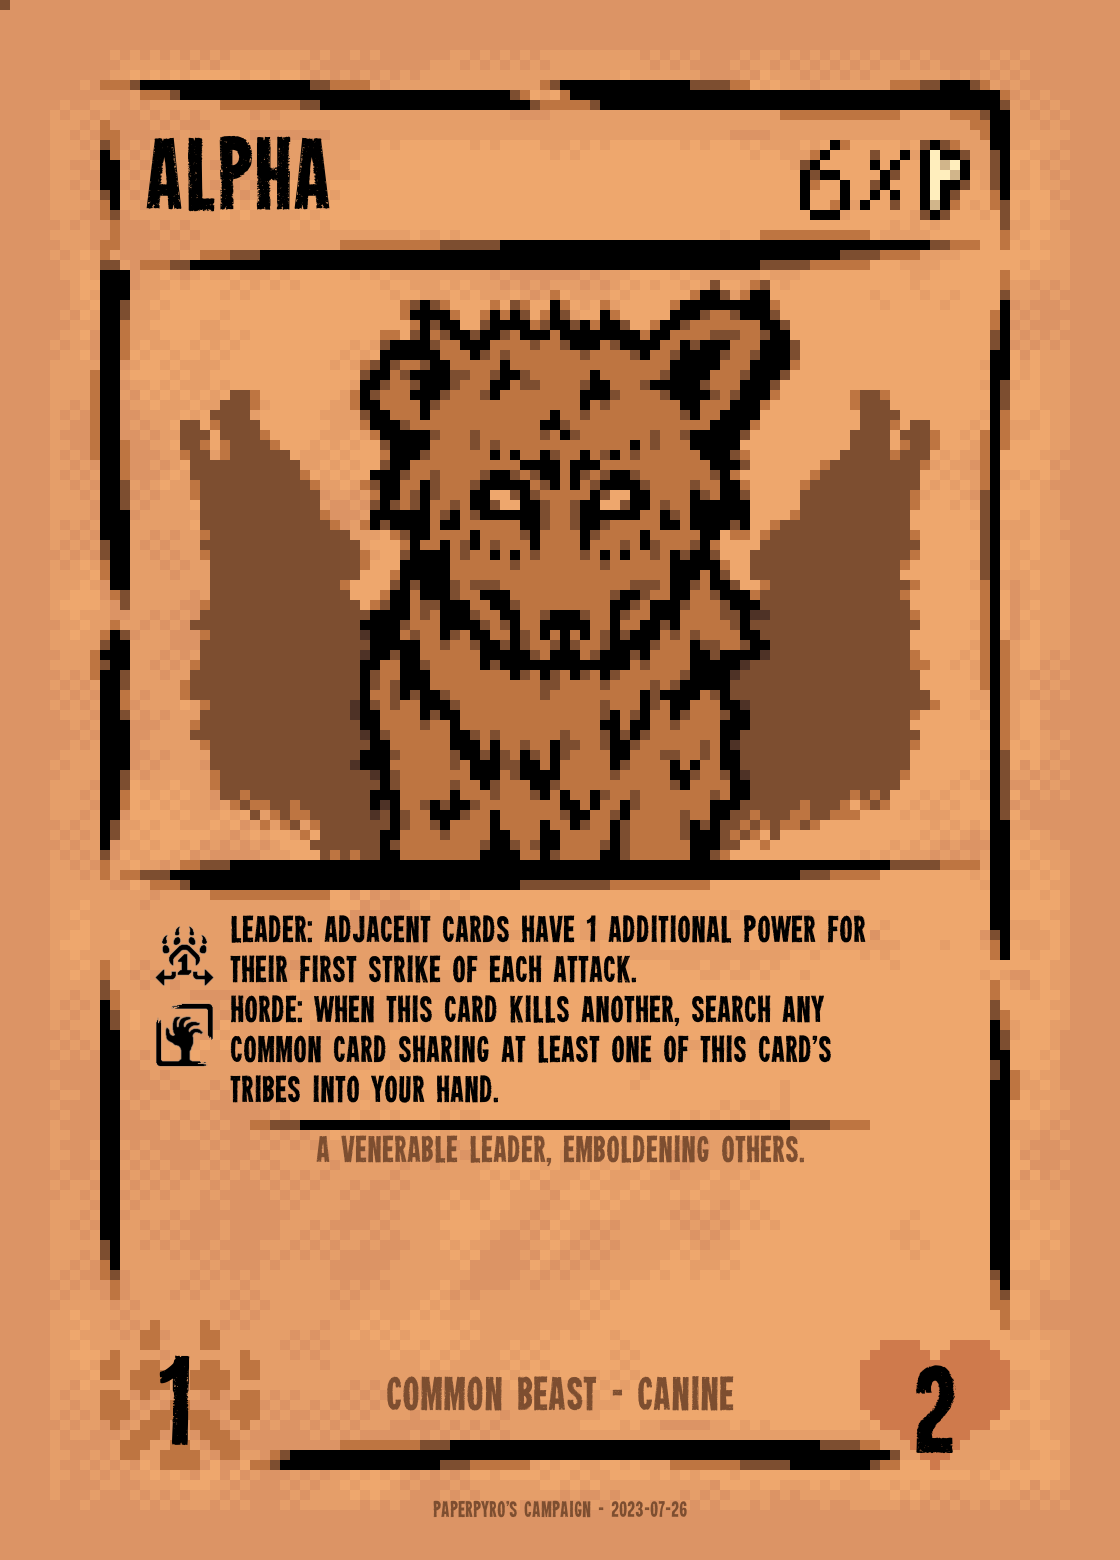 ALPHA
6x
LEADER: ADJACENT CARDS HAVE 1 ADDITIONAL POWER FOR
THEIR FIRST STRIKE OF EACH ATTACK.
1
HORDE: WHEN THIS CARD KILLS ANOTHER, SEARCH ANY
COMMON CARD SHARING AT LEAST ONE OF THIS CARD'S
TRIBES INTO YOUR HAND.
A VENERABLE LEADER, EMBOLDENING OTHERS.
1
COMMON BEAST - CANINE
2
PAPERPYRO'S CAMPAIGN - 2023-07-26